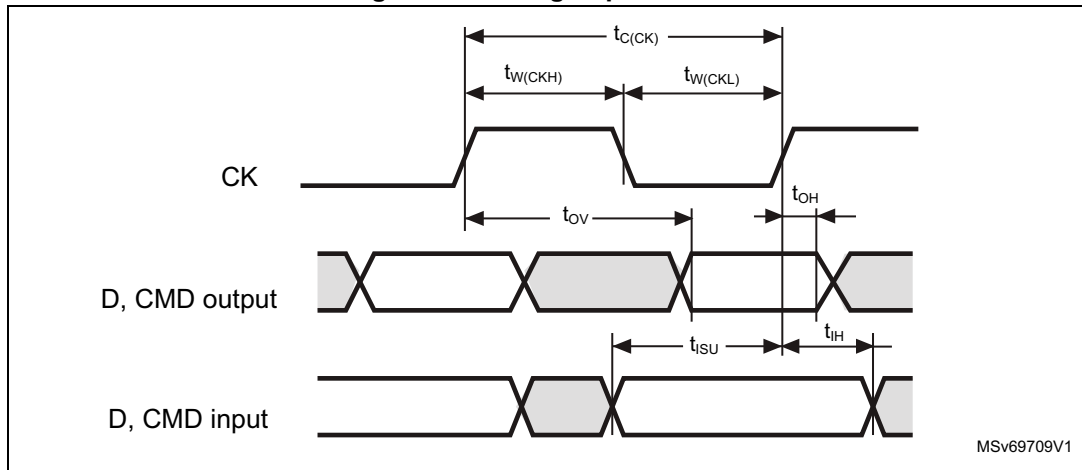 tC(CK)
tW(CKH) tW(CKL)
CK
tOH
tOV
D, CMD output
tISU tIH
D, CMD input
MSv69709V1